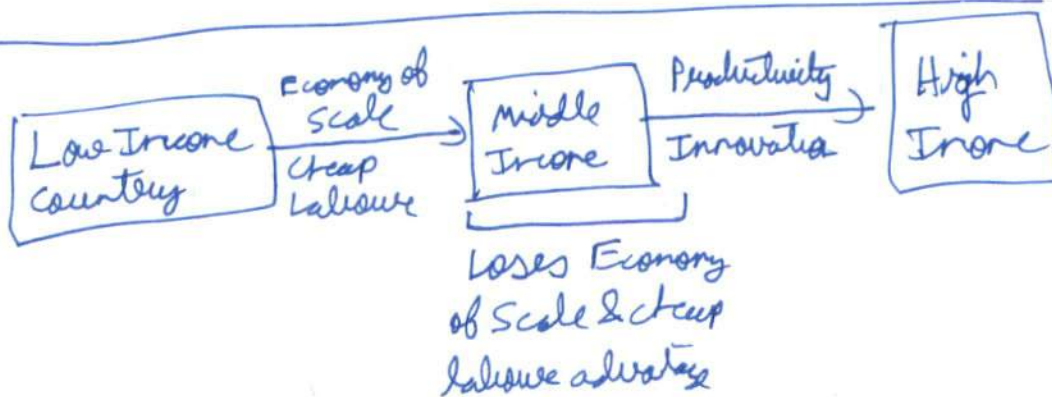 Low Income
Country
Economy of
Scale
Cheap
Labour
Middle
Income
Productivity
Innovation
High
Income
Loses Economy
of Scale & cheap
labour advantage